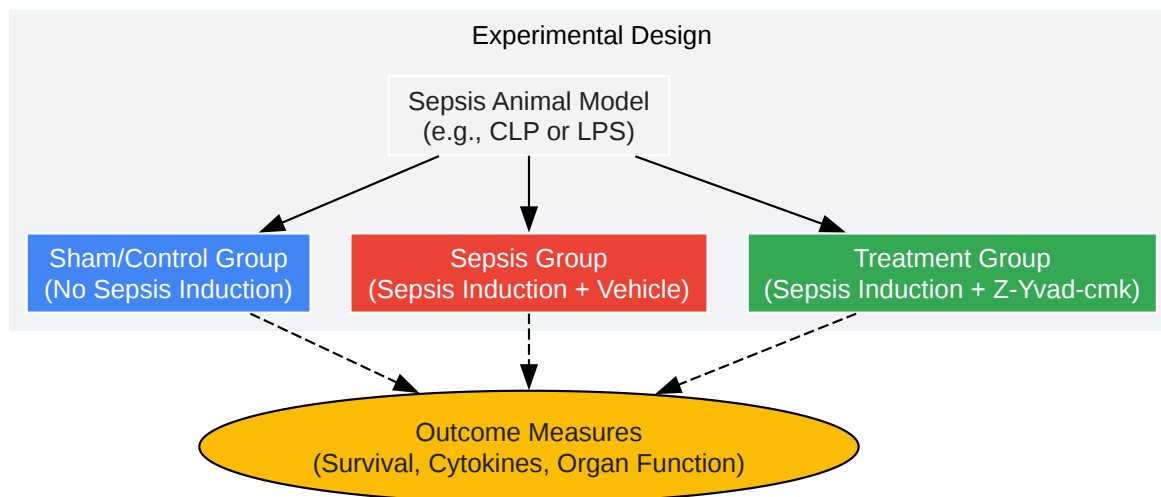 Experimental Design
Sepsis Animal Model
(e.g., CLP or LPS)
Sham/Control Group
(No Sepsis Induction)
Sepsis Group
(Sepsis Induction + Vehicle)
Treatment Group
(Sepsis Induction + Z-Yvad-cmk)
Outcome Measures
(Survival, Cytokines, Organ Function)